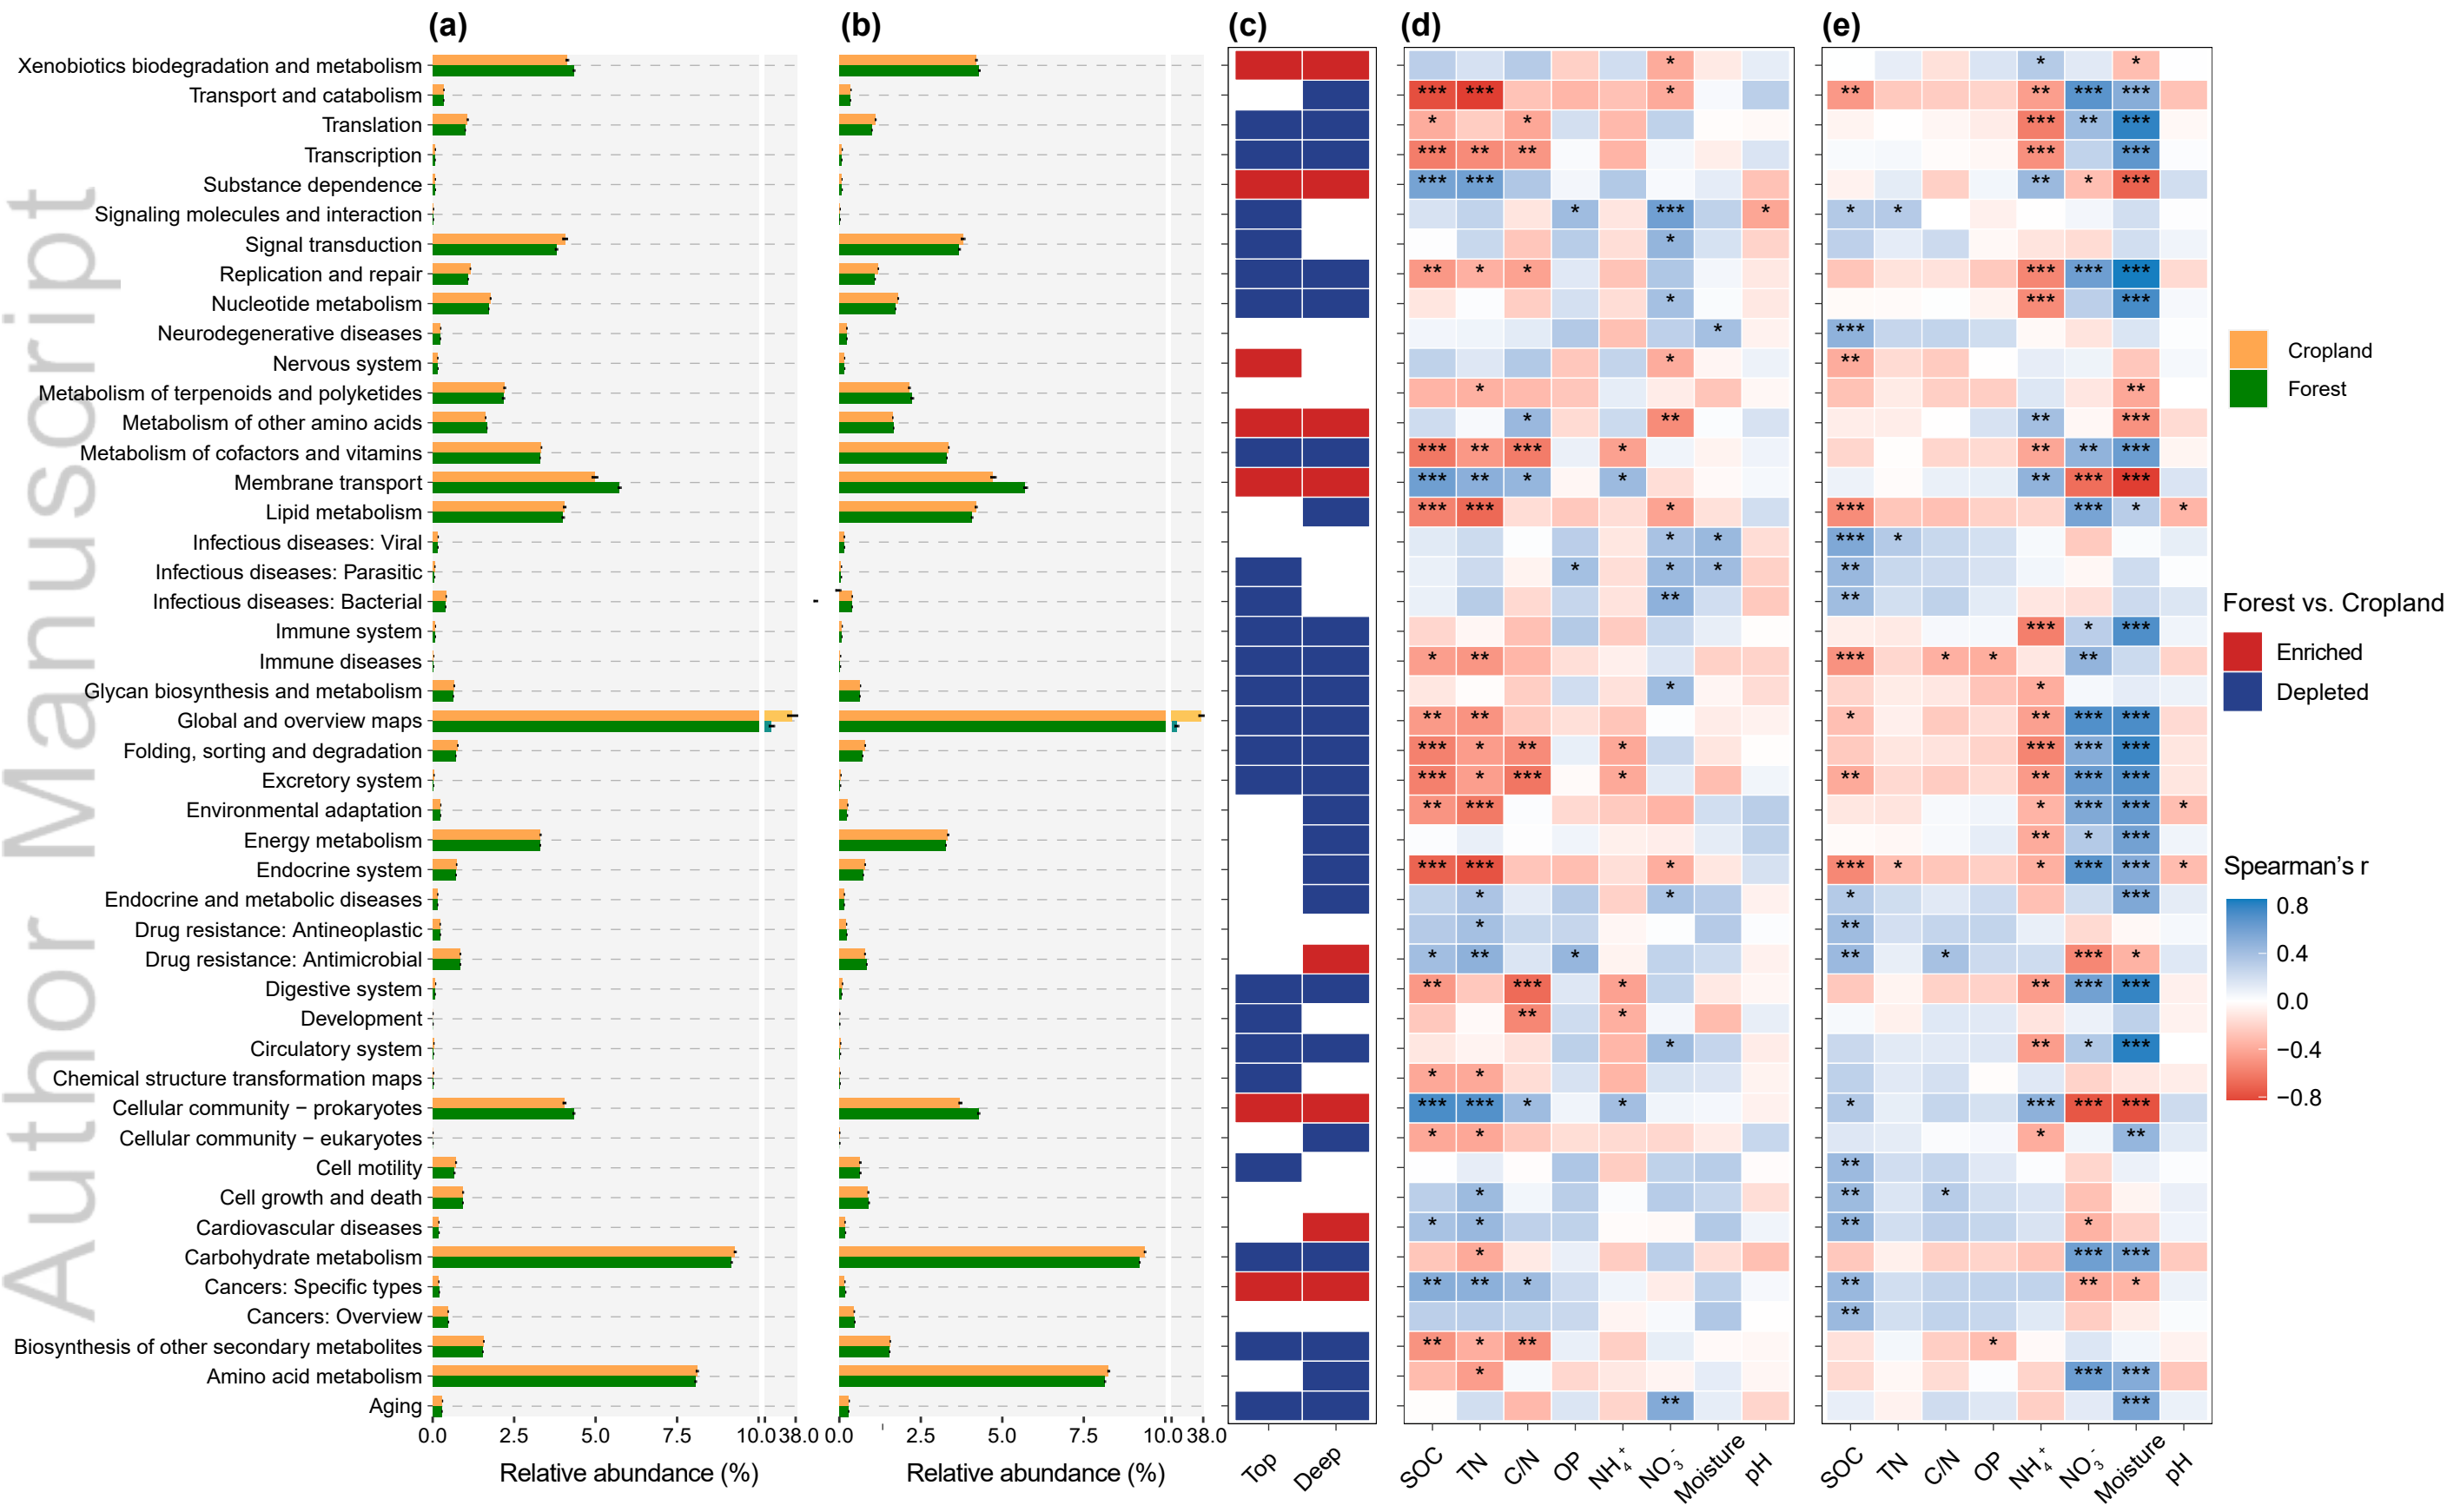 (a)
(b)
(c)
(d)
(e)
Xenobiotics biodegradation and metabolism
Transport and catabolism
Translation
Transcription
Substance dependence
Signaling molecules and interaction
Signal transduction
Replication and repair
Nucleotide metabolism
Neurodegenerative diseases
Nervous system
Metabolism of terpenoids and polyketides
Metabolism of other amino acids
Metabolism of cofactors and vitamins
Membrane transport
Lipid metabolism
Infectious diseases: Viral
Infectious diseases: Parasitic
Infectious diseases: Bacterial
Immune system
Immune diseases
Glycan biosynthesis and metabolism
Global and overview maps
Folding, sorting and degradation
Excretory system
Environmental adaptation
Energy metabolism
Endocrine system
Endocrine and metabolic diseases
Drug resistance: Antineoplastic
Drug resistance: Antimicrobial
Digestive system
Development
Circulatory system
Chemical structure transformation maps
Cellular community − prokaryotes
Cellular community − eukaryotes
Cell motility
Cell growth and death
Cardiovascular diseases
Carbohydrate metabolism
Cancers: Specific types
Cancers: Overview
Biosynthesis of other secondary metabolites
Amino acid metabolism
Aging
0.0 2.5 5.0 7.5 10.0 38.0
Relative abundance (%)
0.0 2.5 5.0 7.5 10.0 38.0
Relative abundance (%)
Top Deep
SOC TN C/N OP NH₄⁺ NO₃⁻ Moisture pH
SOC TN C/N OP NH₄⁺ NO₃⁻ Moisture pH
Cropland
Forest
Forest vs. Cropland
Enriched
Depleted
Spearman’s r
0.8
0.4
0.0
−0.4
−0.8
Author Manuscript